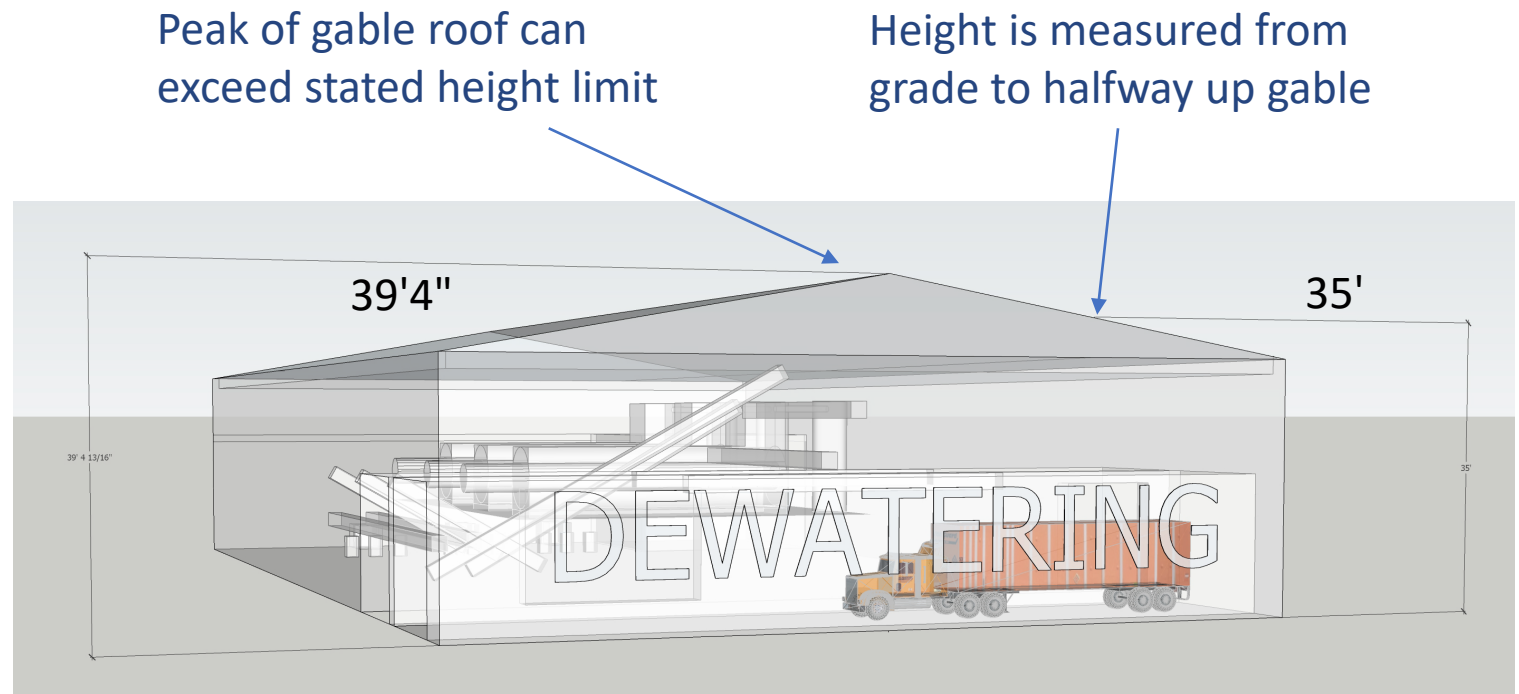 Peak of gable roof can
exceed stated height limit
Height is measured from
grade to halfway up gable
39'4"
35'
39' 4 13/16"
35'
DEWATERING